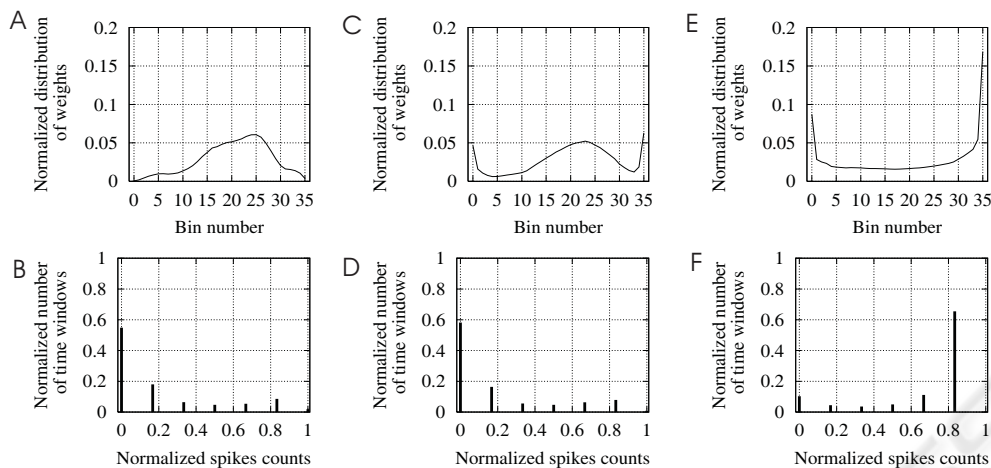 A
Normalized distribution
of weights
0.2
0.15
0.1
0.05
0
0 5 10 15 20 25 30 35
Bin number
C
Normalized distribution
of weights
0.2
0.15
0.1
0.05
0
0 5 10 15 20 25 30 35
Bin number
E
Normalized distribution
of weights
0.2
0.15
0.1
0.05
0
0 5 10 15 20 25 30 35
Bin number
B
Normalized number
of time windows
1
0.8
0.6
0.4
0.2
0
0 0.2 0.4 0.6 0.8 1
Normalized spikes counts
D
Normalized number
of time windows
1
0.8
0.6
0.4
0.2
0
0 0.2 0.4 0.6 0.8 1
Normalized spikes counts
F
Normalized number
of time windows
1
0.8
0.6
0.4
0.2
0
0 0.2 0.4 0.6 0.8 1
Normalized spikes counts